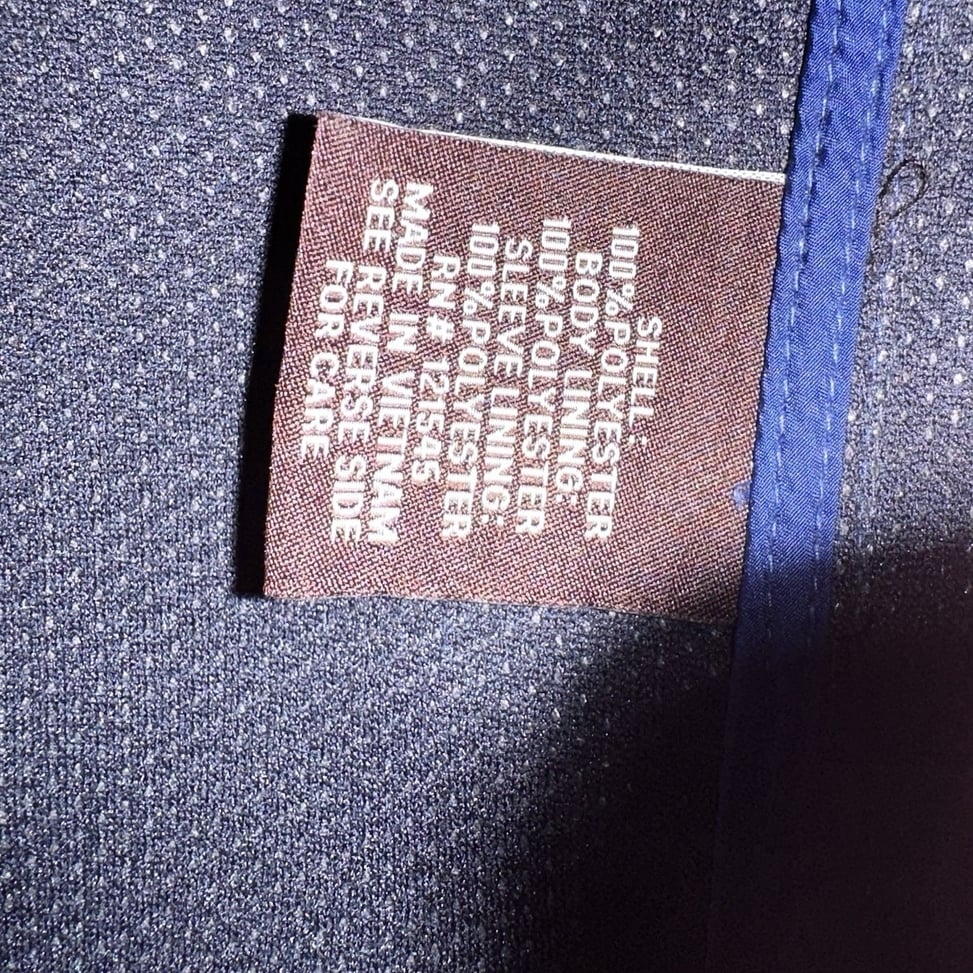 SHELL:
100%POLYESTER
BODY LINING:
100%POLYESTER
SLEEVE LINING:
100%POLYESTER
RN# 121545
MADE IN VIETNAM
SEE REVERSE SIDE
FOR CARE